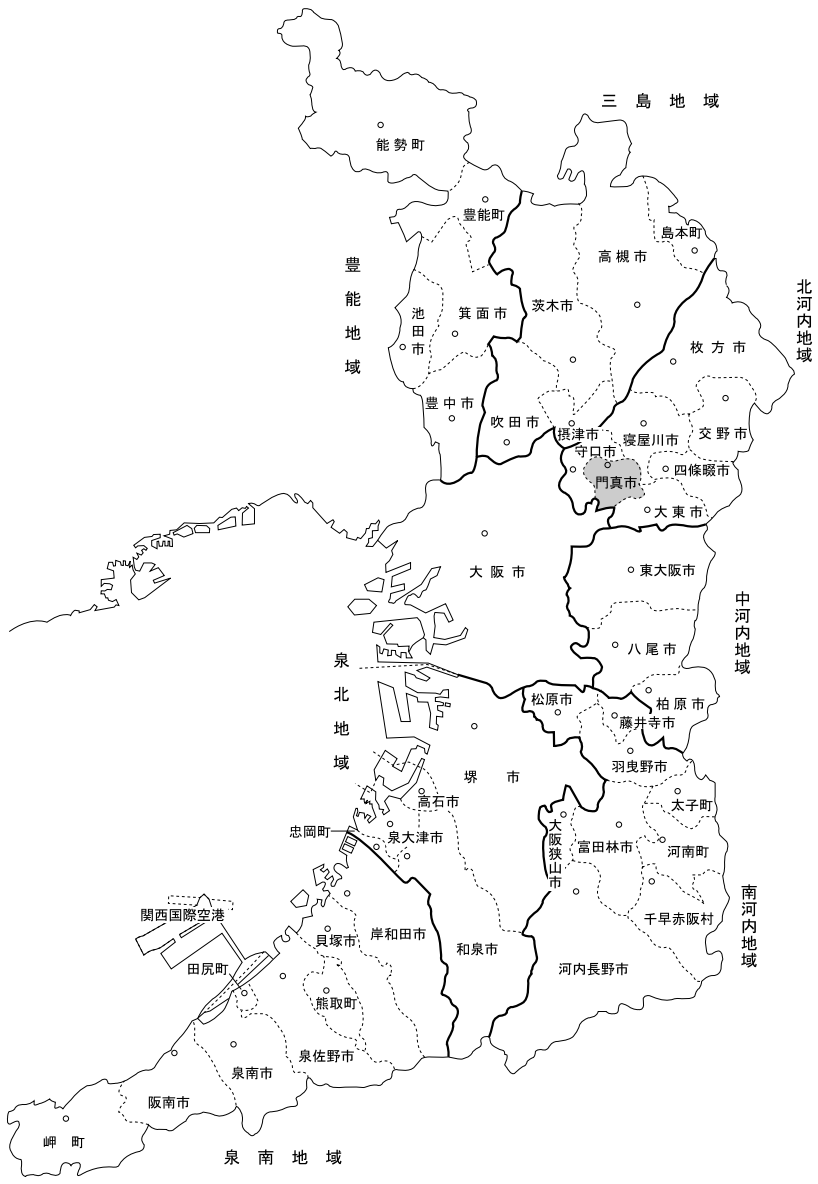 三島地域
能勢町
豊能町
島本町
高槻市
豊能地域
北河内地域
茨木市
池田市
箕面市
枚方市
豊中市
吹田市
摂津市
寝屋川市
交野市
守口市
四條畷市
門真市
大東市
大阪市
東大阪市
中河内地域
八尾市
泉北地域
松原市
柏原市
藤井寺市
羽曳野市
堺市
高石市
太子町
忠岡町
泉大津市
大阪狭山市
富田林市
河南町
南河内地域
関西国際空港
千早赤阪村
貝塚市
岸和田市
和泉市
田尻町
河内長野市
熊取町
泉佐野市
泉南市
阪南市
岬町
泉南地域